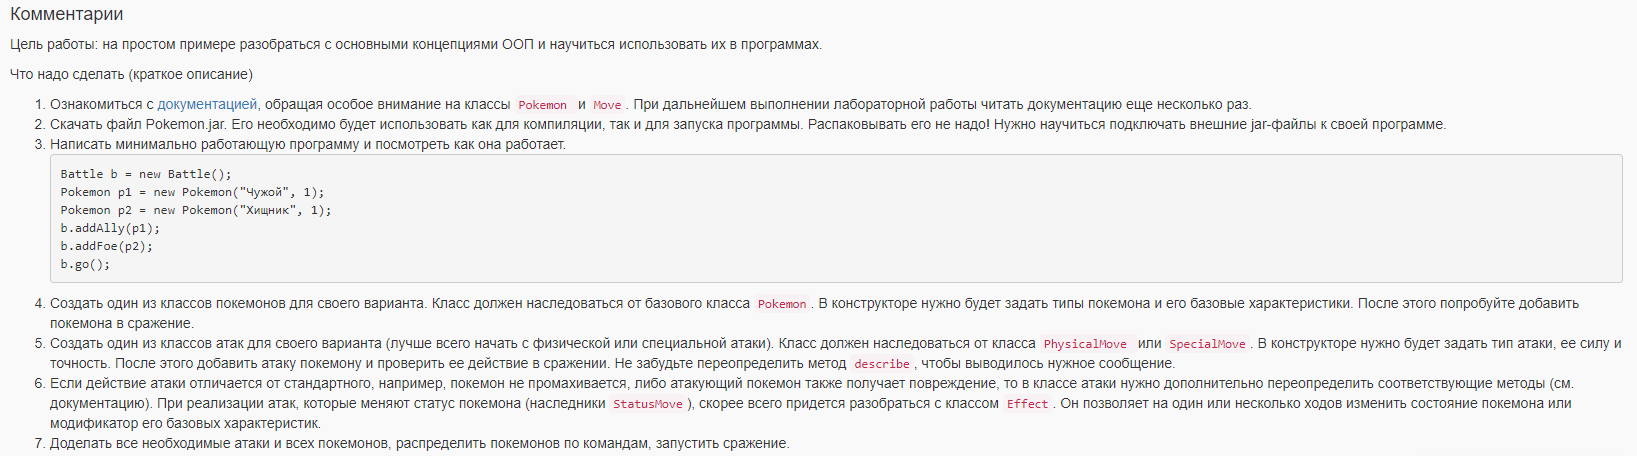 Комментарии
Цель работы: на простом примере разобраться с основными концепциями ООП и научиться использовать их в программах.
Что надо сделать (краткое описание)
1. Ознакомиться с документацией, обращая особое внимание на классы Pokemon и Move. При дальнейшем выполнении лабораторной работы читать документацию еще несколько раз.
2. Скачать файл Pokemon.jar. Его необходимо будет использовать как для компиляции, так и для запуска программы. Распаковывать его не надо! Нужно научиться подключать внешние jar-файлы к своей программе.
3. Написать минимально работающую программу и посмотреть как она работает.
Battle b = new Battle();
Pokemon p1 = new Pokemon("Чужой", 1);
Pokemon p2 = new Pokemon("Хищник", 1);
b.addAlly(p1);
b.addFoe(p2);
b.go();
4. Создать один из классов покемонов для своего варианта. Класс должен наследоваться от базового класса Pokemon. В конструкторе нужно будет задать типы покемона и его базовые характеристики. После этого попробуйте добавить
покемона в сражение.
5. Создать один из классов атак для своего варианта (лучше всего начать с физической или специальной атаки). Класс должен наследоваться от класса PhysicalMove или SpecialMove. В конструкторе нужно будет задать тип атаки, ее силу и
точность. После этого добавить атаку покемону и проверить ее действие в сражении. Не забудьте переопределить метод describe, чтобы выводилось нужное сообщение.
6. Если действие атаки отличается от стандартного, например, покемон не промахивается, либо атакующий покемон также получает повреждение, то в классе атаки нужно дополнительно переопределить соответствующие методы (см.
документацию). При реализации атак, которые меняют статус покемона (наследники StatusMove), скорее всего придется разобраться с классом Effect. Он позволяет на один или несколько ходов изменить состояние покемона или
модификатор его базовых характеристик.
7. Доделать все необходимые атаки и всех покемонов, распределить покемонов по командам, запустить сражение.